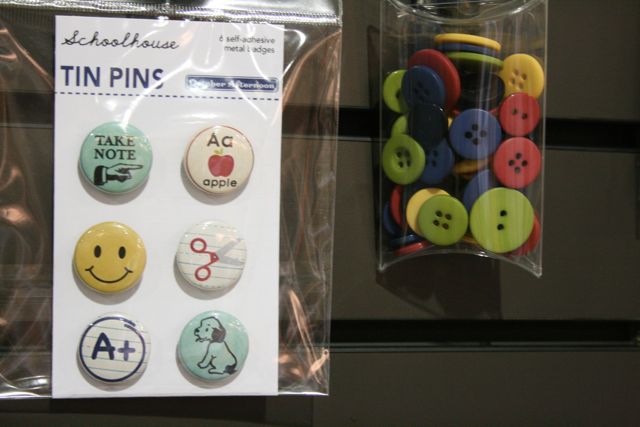 Schoolhouse
6 self-adhesive
metal badges
TIN PINS
October Afternoon
TAKE
NOTE
Aa
apple
A+